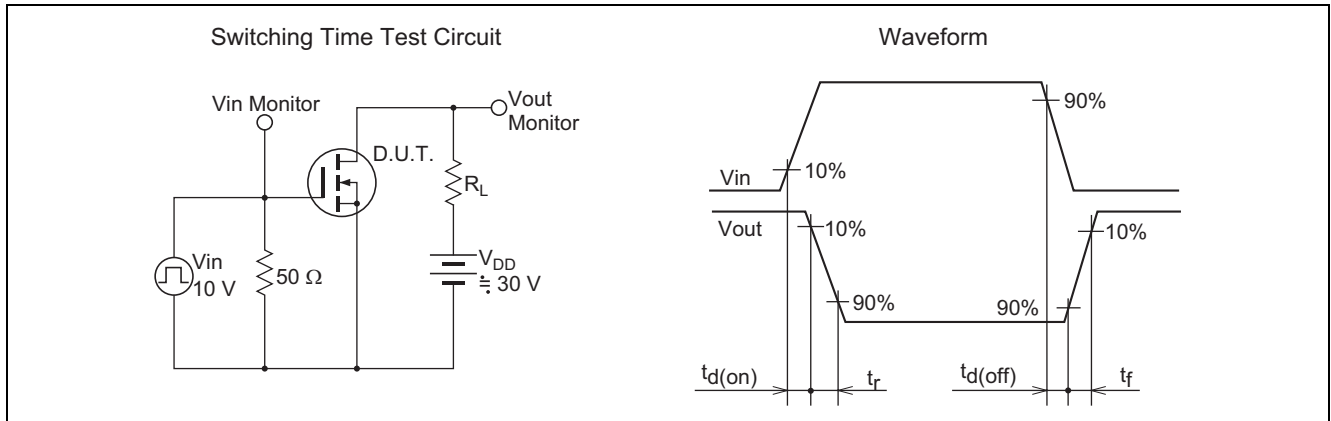 Switching Time Test Circuit
Vin Monitor
Vout
Monitor
D.U.T.
RL
Vin
10 V
50 Ω
VDD
≒ 30 V
Waveform
90%
10%
Vin
Vout
10%
10%
90%
90%
td(on)
tr
td(off)
tf